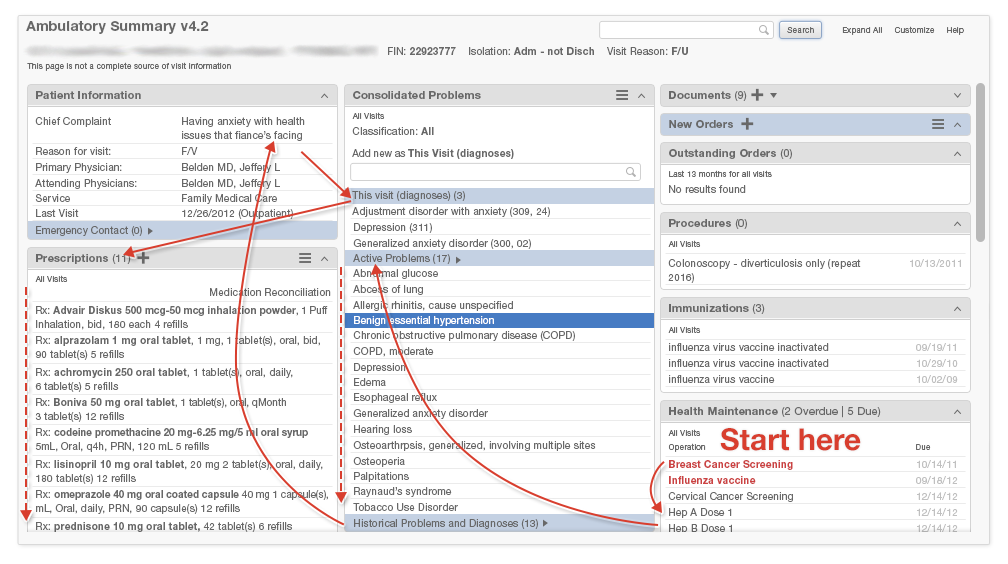 Ambulatory Summary v4.2
Search
Expand All Customize Help
FIN: 22923777 Isolation: Adm - not Disch Visit Reason: F/U
This page is not a complete source of visit information
Patient Information
Chief Complaint Having anxiety with health
issues that fiance's facing
Reason for visit: F/V
Primary Physician: Belden MD, Jeffery L
Attending Physicians: Belden MD, Jeffery L
Service Family Medical Care
Last Visit 12/26/2012 (Outpatient)
Emergency Contact (0)
Prescriptions (11)
All Visits
Medication Reconciliation
Rx: Advair Diskus 500 mcg-50 mcg inhalation powder, 1 Puff
Inhalation, bid, 180 each 4 refills
Rx: alprazolam 1 mg oral tablet, 1 mg, 1 tablet(s), oral, bid,
90 tablet(s) 5 refills
Rx: achromycin 250 oral tablet, 1 tablet(s), oral, daily,
6 tablet(s) 5 refills
Rx: Boniva 50 mg oral tablet, 1 tablet(s), oral, qMonth
3 tablet(s) 12 refills
Rx: codeine promethacine 20 mg-6.25 mg/5 ml oral syrup
5mL, Oral, q4h, PRN, 120 mL 5 refills
Rx: lisinopril 10 mg oral tablet, 20 mg 2 tablet(s), oral, daily,
180 tablet(s) 12 refills
Rx: omeprazole 40 mg oral coated capsule 40 mg 1 capsule(s),
mL, Oral, daily, PRN, 90 capsule(s) 12 refills
Rx: prednisone 10 mg oral tablet, 42 tablet(s) 6 refills
Consolidated Problems
All Visits
Classification: All
Add new as This Visit (diagnoses)
This visit (diagnoses) (3)
Adjustment disorder with anxiety (309, 24)
Depression (311)
Generalized anxiety disorder (300, 02)
Active Problems (17)
Abnormal glucose
Abcess of lung
Allergic rhinitis, cause unspecified
Benign essential hypertension
Chronic obstructive pulmonary disease (COPD)
COPD, moderate
Depression
Edema
Esophageal reflux
Generalized anxiety disorder
Hearing loss
Osteoarthrpsis, generalized, involving multiple sites
Osteoperia
Palpitations
Raynaud's syndrome
Tobacco Use Disorder
Historical Problems and Diagnoses (13)
Documents (9)
New Orders
Outstanding Orders (0)
Last 13 months for all visits
No results found
Procedures (0)
All Visits
Colonoscopy - diverticulosis only (repeat 10/13/2011
2016)
Immunizations (3)
All Visits
influenza virus vaccine inactivated 09/19/11
influenza virus vaccine inactivated 10/29/10
influenza virus vaccine 10/02/09
Health Maintenance (2 Overdue | 5 Due)
All Visits
Start here
Operation Due
Breast Cancer Screening 10/14/11
Influenza vaccine 09/16/12
Cervical Cancer Screening 12/14/12
Hep A Dose 1 12/14/12
Hep B Dose 1 12/14/12